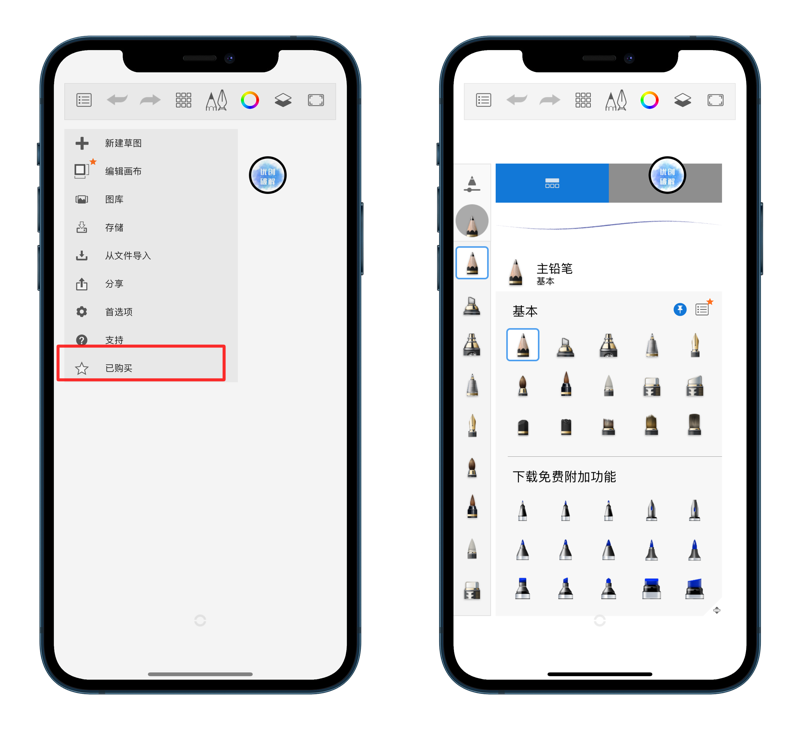 新建草图
编辑画布
图库
存储
从文件导入
分享
首选项
支持
已购买
主铅笔
基本
基本
下载免费附加功能